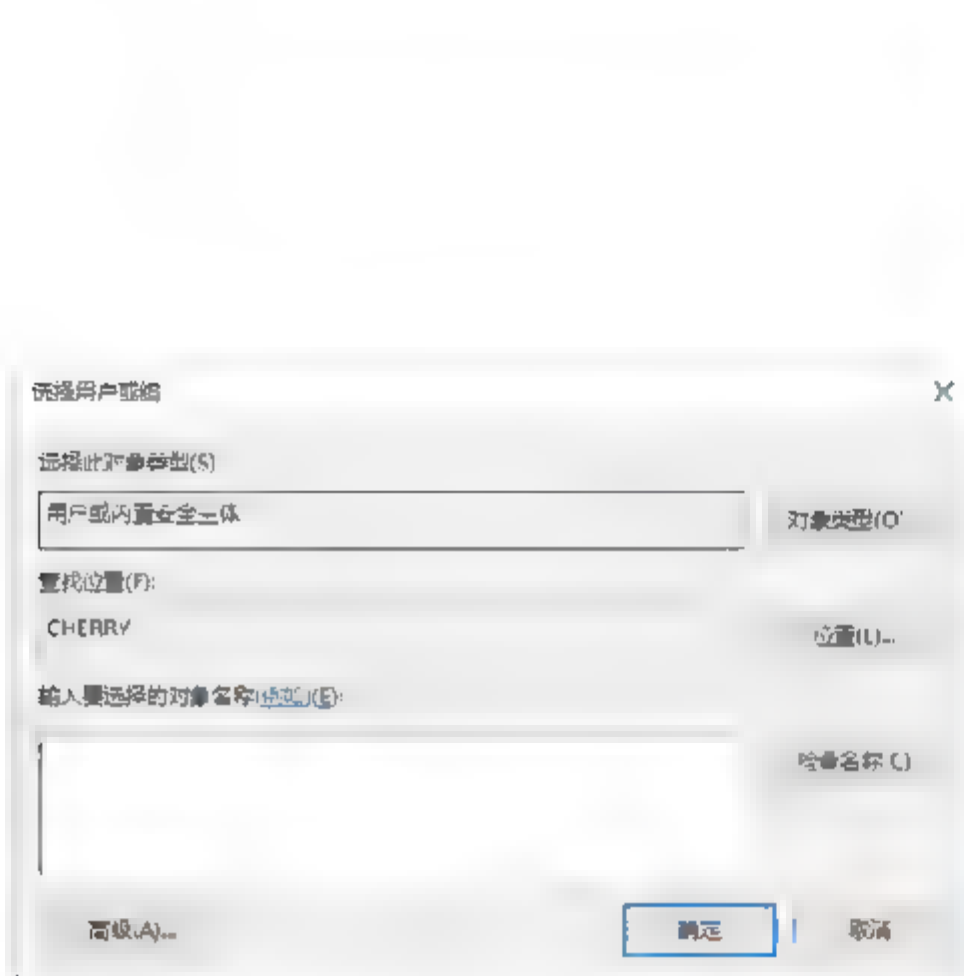 选择用户或组
选择此对象类型(S)
用户或内置安全主体
对象类型(O)
查找位置(F):
CHERRY
位置(L)...
输入要选择的对象名称(示例)(E):
检查名称(C)
高级(A)...
确定
取消